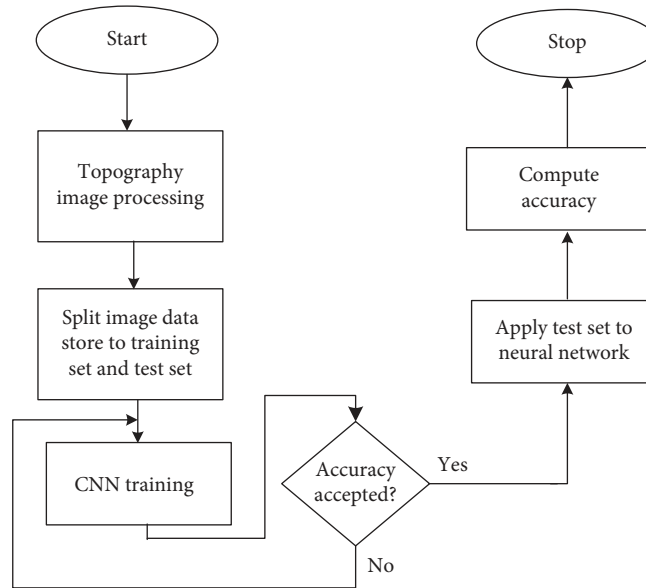 Start
Topography
image processing
Split image data
store to training
set and test set
CNN training
Accuracy
accepted?
Yes
No
Apply test set to
neural network
Compute
accuracy
Stop